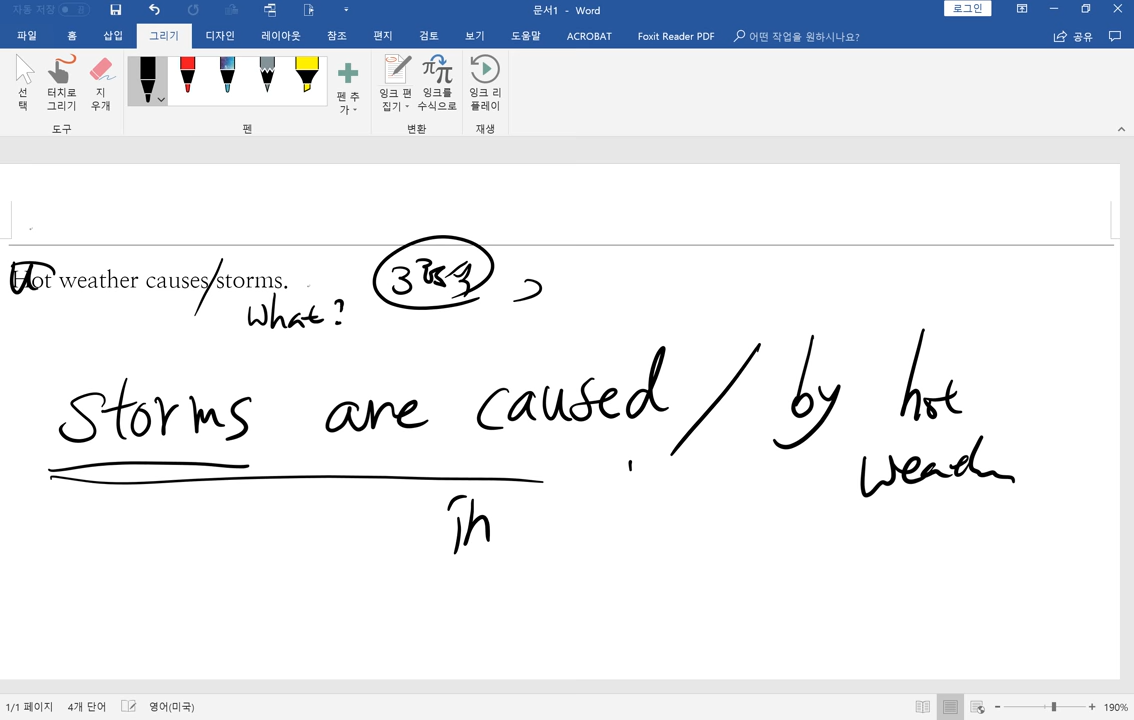 자동 저장 끔
문서1 - Word
로그인
파일 홈 삽입 그리기 디자인 레이아웃 참조 편지 검토 보기 도움말 ACROBAT Foxit Reader PDF 어떤 작업을 원하시나요? 공유
선택
터치로 그리기
지우개
펜 추가
잉크 편집기
잉크를 수식으로
잉크 리플레이
도구 펜 변환 재생
Hot weather causes / storms.
What?
storms are caused / by hot
1/1 페이지 4개 단어 영어(미국) 190%